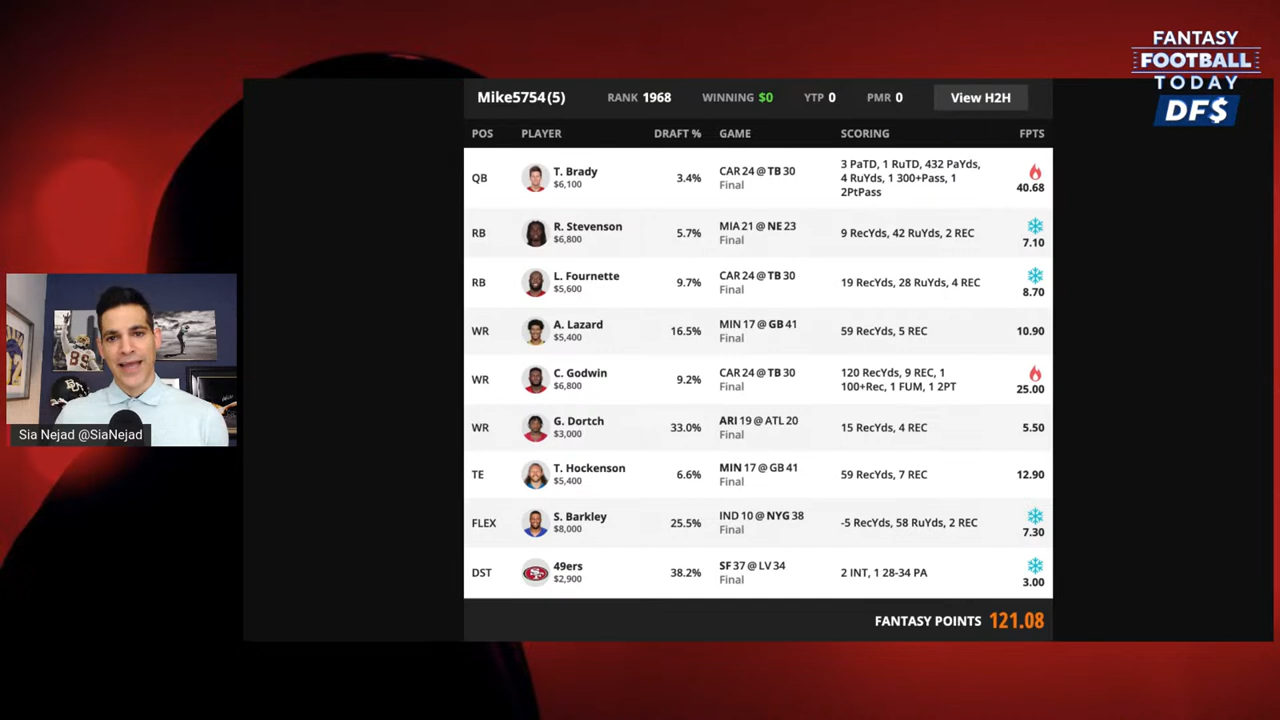 FANTASY
FOOTBALL
TODAY
DF$
Mike5754(5) RANK 1968 WINNING $0 YTP 0 PMR 0 View H2H
POS PLAYER DRAFT % GAME SCORING FPTS
QB T. Brady $6,100 3.4% CAR 24 @ TB 30 Final 3 PaTD, 1 RuTD, 432 PaYds, 4 RuYds, 1 300+Pass, 1 2PtPass 40.68
RB R. Stevenson $6,800 5.7% MIA 21 @ NE 23 Final 9 RecYds, 42 RuYds, 2 REC 7.10
RB L. Fournette $5,600 9.7% CAR 24 @ TB 30 Final 19 RecYds, 28 RuYds, 4 REC 8.70
WR A. Lazard $5,400 16.5% MIN 17 @ GB 41 Final 59 RecYds, 5 REC 10.90
WR C. Godwin $6,800 9.2% CAR 24 @ TB 30 Final 120 RecYds, 9 REC, 1 100+Rec, 1 FUM, 1 2PT 25.00
WR G. Dortch $3,000 33.0% ARI 19 @ ATL 20 Final 15 RecYds, 4 REC 5.50
TE T. Hockenson $5,400 6.6% MIN 17 @ GB 41 Final 59 RecYds, 7 REC 12.90
FLEX S. Barkley $8,000 25.5% IND 10 @ NYG 38 Final -5 RecYds, 58 RuYds, 2 REC 7.30
DST 49ers $2,900 38.2% SF 37 @ LV 34 Final 2 INT, 1 28-34 PA 3.00
FANTASY POINTS 121.08
Sia Nejad @SiaNejad
89